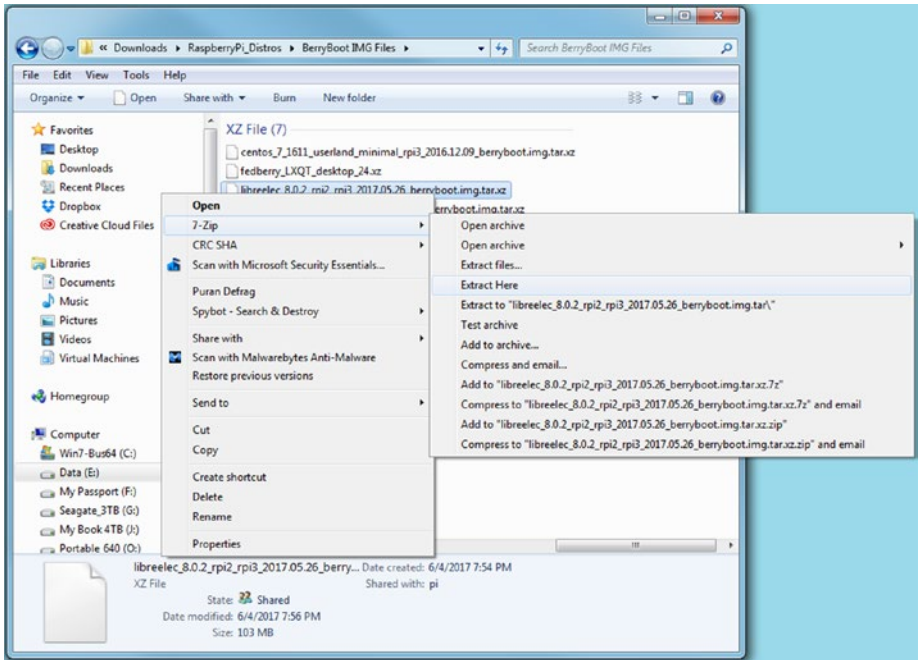 « Downloads ▸ RaspberryPi_Distros ▸ BerryBoot IMG Files ▸
Search BerryBoot IMG Files
File Edit View Tools Help
Organize Open Share with Burn New folder
Favorites
Desktop
Downloads
Recent Places
Dropbox
Creative Cloud Files
Libraries
Documents
Music
Pictures
Videos
Virtual Machines
Homegroup
Computer
Win7-Bus64 (C:)
Data (E:)
My Passport (F:)
Seagate_3TB (G:)
My Book 4TB (J:)
Portable 640 (O:)
XZ File (7)
centos_7_1611_userland_minimal_rpi3_2016.12.09_berryboot.img.tar.xz
fedberry_LXQT_desktop_24.xz
libreelec_8.0.2_rpi2_rpi3_2017.05.26_berryboot.img.tar.xz
Open
7-Zip
CRC SHA
Scan with Microsoft Security Essentials...
Puran Defrag
Spybot - Search & Destroy
Share with
Scan with Malwarebytes Anti-Malware
Restore previous versions
Send to
Cut
Copy
Create shortcut
Delete
Rename
Properties
Open archive
Open archive
Extract files...
Extract Here
Extract to "libreelec_8.0.2_rpi2_rpi3_2017.05.26_berryboot.img.tar\"
Test archive
Add to archive...
Compress and email...
Add to "libreelec_8.0.2_rpi2_rpi3_2017.05.26_berryboot.img.tar.xz.7z"
Compress to "libreelec_8.0.2_rpi2_rpi3_2017.05.26_berryboot.img.tar.xz.7z" and email
Add to "libreelec_8.0.2_rpi2_rpi3_2017.05.26_berryboot.img.tar.xz.zip"
Compress to "libreelec_8.0.2_rpi2_rpi3_2017.05.26_berryboot.img.tar.xz.zip" and email
libreelec_8.0.2_rpi2_rpi3_2017.05.26_berry... Date created: 6/4/2017 7:54 PM
XZ File Shared with: pi
State: Shared
Date modified: 6/4/2017 7:56 PM
Size: 103 MB